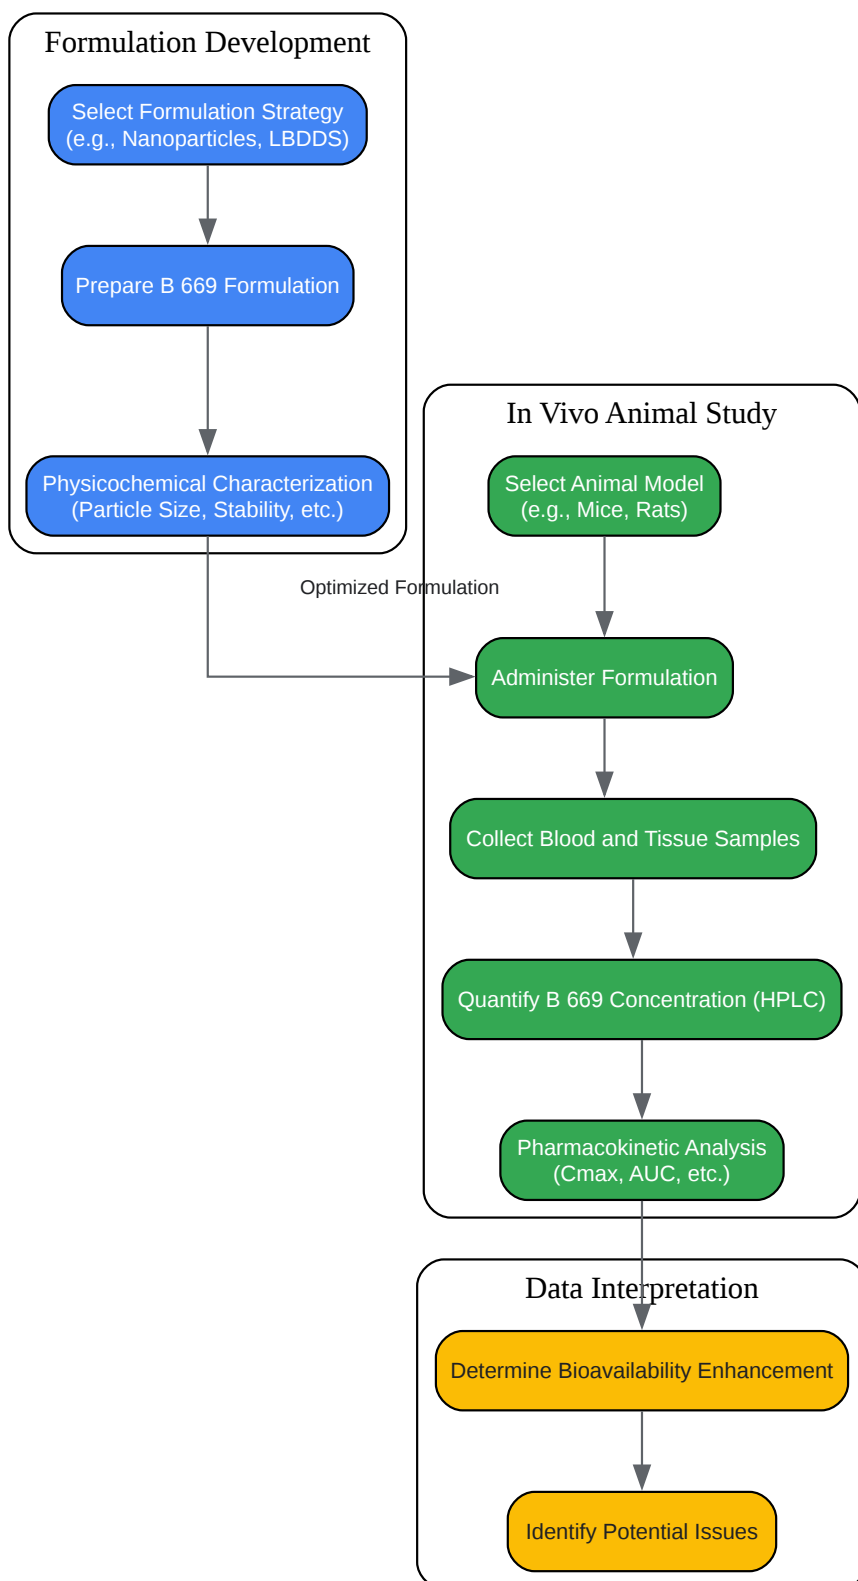 Formulation Development
Select Formulation Strategy
(e.g., Nanoparticles, LBDDS)
Prepare B 669 Formulation
Physicochemical Characterization
(Particle Size, Stability, etc.)
Optimized Formulation
In Vivo Animal Study
Select Animal Model
(e.g., Mice, Rats)
Administer Formulation
Collect Blood and Tissue Samples
Quantify B 669 Concentration (HPLC)
Pharmacokinetic Analysis
(Cmax, AUC, etc.)
Data Interpretation
Determine Bioavailability Enhancement
Identify Potential Issues